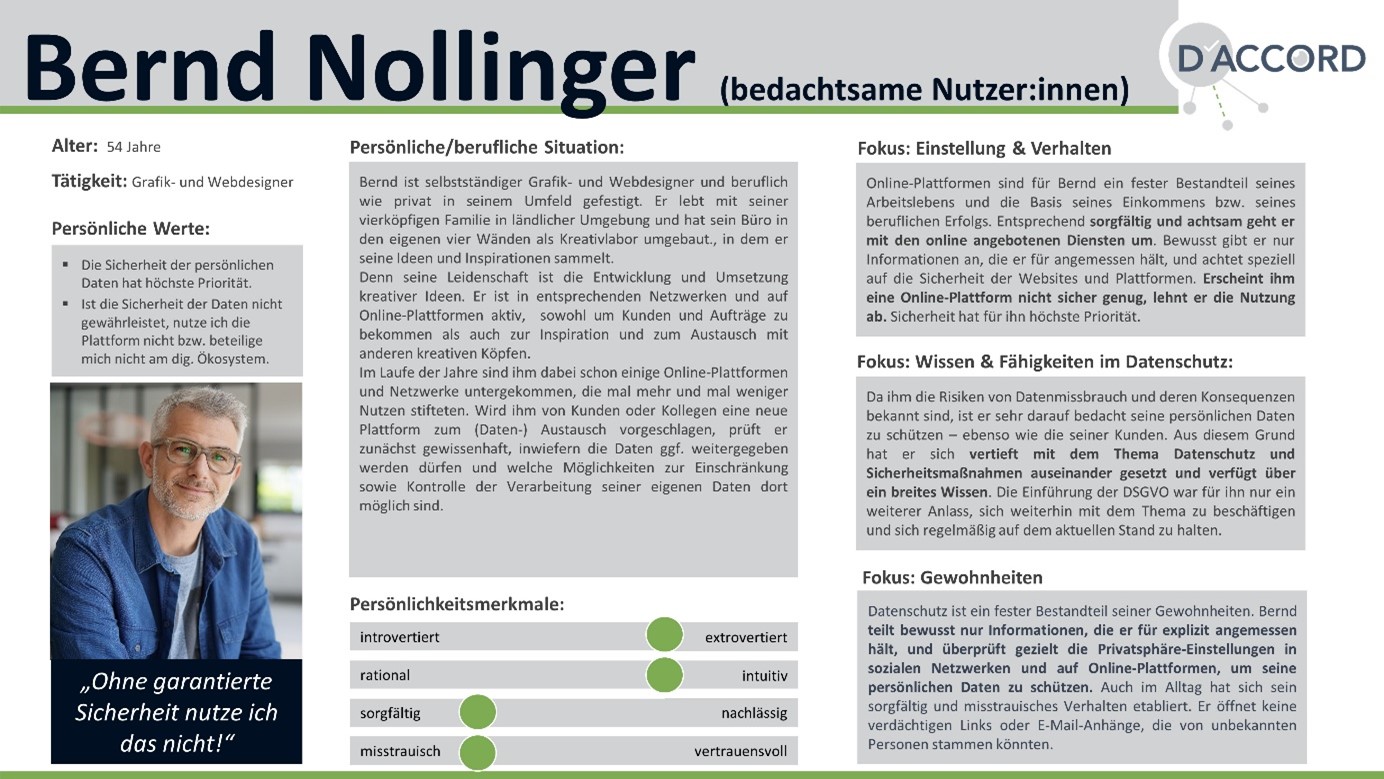 Bernd Nollinger (bedachtsame Nutzer:innen)
D'ACCORD
Alter: 54 Jahre
Tätigkeit: Grafik- und Webdesigner
Persönliche Werte:
▪ Die Sicherheit der persönlichen
Daten hat höchste Priorität.
▪ Ist die Sicherheit der Daten nicht
gewährleistet, nutze ich die
Plattform nicht bzw. beteilige
mich nicht am dig. Ökosystem.
„Ohne garantierte
Sicherheit nutze ich
das nicht!“
Persönliche/berufliche Situation:
Bernd ist selbstständiger Grafik- und Webdesigner und beruflich
wie privat in seinem Umfeld gefestigt. Er lebt mit seiner
vierköpfigen Familie in ländlicher Umgebung und hat sein Büro in
den eigenen vier Wänden als Kreativlabor umgebaut., in dem er
seine Ideen und Inspirationen sammelt.
Denn seine Leidenschaft ist die Entwicklung und Umsetzung
kreativer Ideen. Er ist in entsprechenden Netzwerken und auf
Online-Plattformen aktiv, sowohl um Kunden und Aufträge zu
bekommen als auch zur Inspiration und zum Austausch mit
anderen kreativen Köpfen.
Im Laufe der Jahre sind ihm dabei schon einige Online-Plattformen
und Netzwerke untergekommen, die mal mehr und mal weniger
Nutzen stifteten. Wird ihm von Kunden oder Kollegen eine neue
Plattform zum (Daten-) Austausch vorgeschlagen, prüft er
zunächst gewissenhaft, inwiefern die Daten ggf. weitergegeben
werden dürfen und welche Möglichkeiten zur Einschränkung
sowie Kontrolle der Verarbeitung seiner eigenen Daten dort
möglich sind.
Persönlichkeitsmerkmale:
introvertiert extrovertiert
rational intuitiv
sorgfältig nachlässig
misstrauisch vertrauensvoll
Fokus: Einstellung & Verhalten
Online-Plattformen sind für Bernd ein fester Bestandteil seines
Arbeitslebens und die Basis seines Einkommens bzw. seines
beruflichen Erfolgs. Entsprechend sorgfältig und achtsam geht er
mit den online angebotenen Diensten um. Bewusst gibt er nur
Informationen an, die er für angemessen hält, und achtet speziell
auf die Sicherheit der Websites und Plattformen. Erscheint ihm
eine Online-Plattform nicht sicher genug, lehnt er die Nutzung
ab. Sicherheit hat für ihn höchste Priorität.
Fokus: Wissen & Fähigkeiten im Datenschutz:
Da ihm die Risiken von Datenmissbrauch und deren Konsequenzen
bekannt sind, ist er sehr darauf bedacht seine persönlichen Daten
zu schützen – ebenso wie die seiner Kunden. Aus diesem Grund
hat er sich vertieft mit dem Thema Datenschutz und
Sicherheitsmaßnahmen auseinander gesetzt und verfügt über
ein breites Wissen. Die Einführung der DSGVO war für ihn nur ein
weiterer Anlass, sich weiterhin mit dem Thema zu beschäftigen
und sich regelmäßig auf dem aktuellen Stand zu halten.
Fokus: Gewohnheiten
Datenschutz ist ein fester Bestandteil seiner Gewohnheiten. Bernd
teilt bewusst nur Informationen, die er für explizit angemessen
hält, und überprüft gezielt die Privatsphäre-Einstellungen in
sozialen Netzwerken und auf Online-Plattformen, um seine
persönlichen Daten zu schützen. Auch im Alltag hat sich sein
sorgfältig und misstrauisches Verhalten etabliert. Er öffnet keine
verdächtigen Links oder E-Mail-Anhänge, die von unbekannten
Personen stammen könnten.